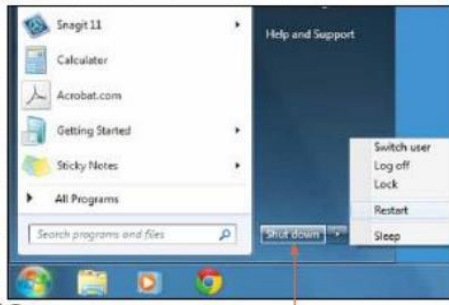 Snagit 11
Calculator
Acrobat.com
Getting Started
Sticky Notes
All Programs
Search programs and files
Help and Support
Shut down
Switch user
Log off
Lock
Restart
Sleep